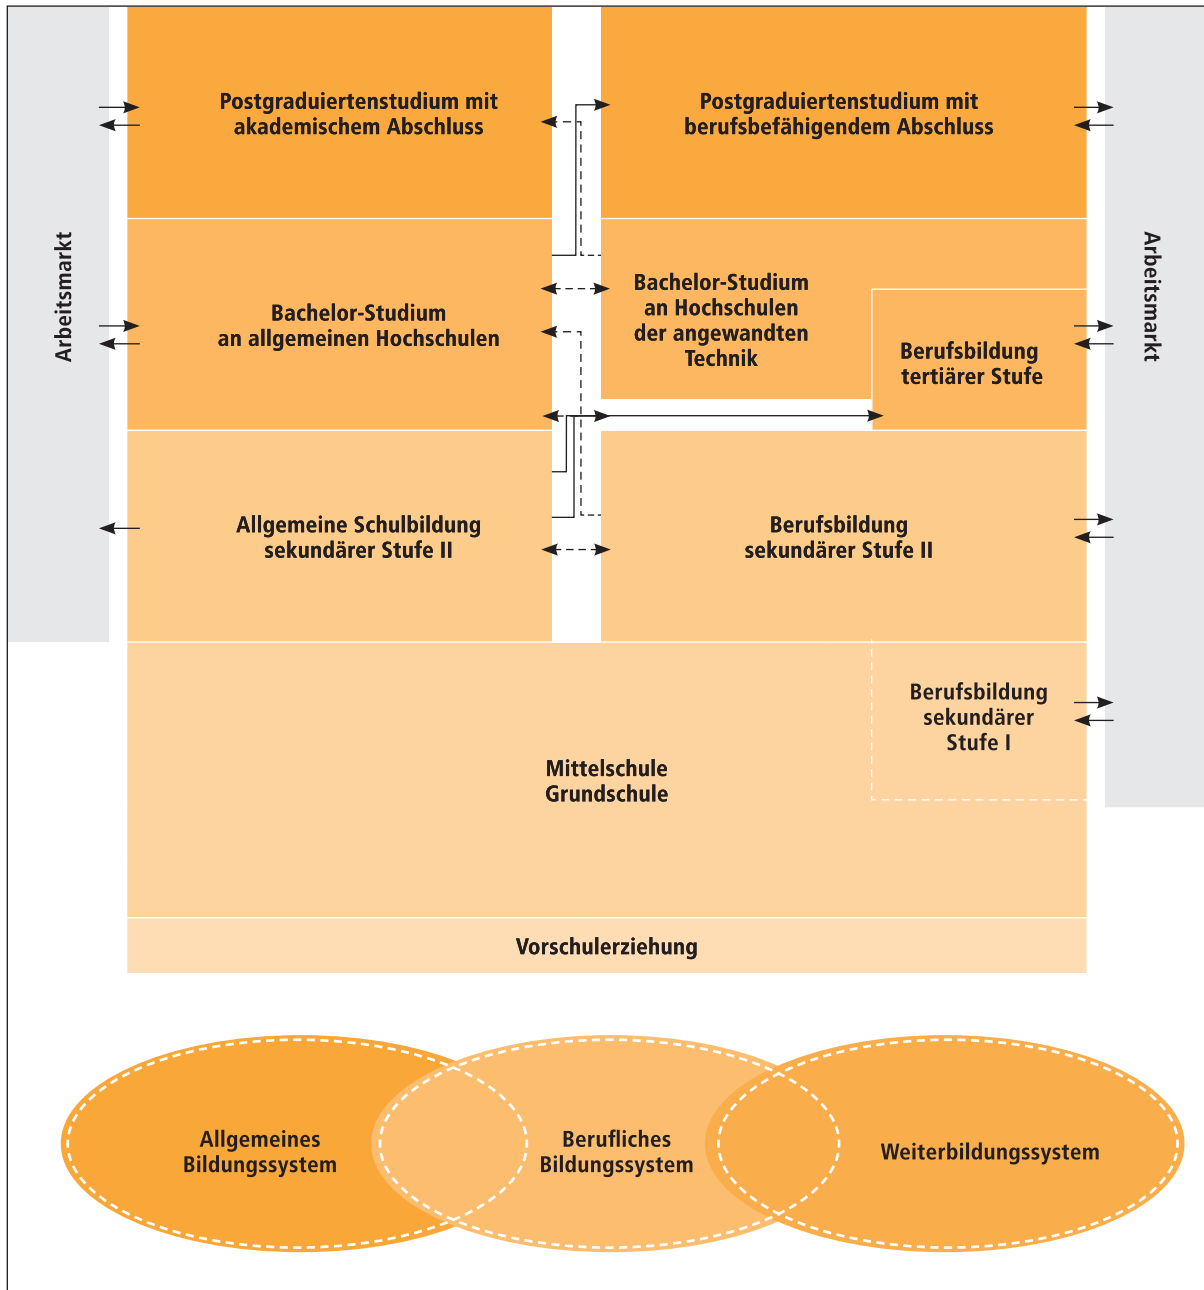 Postgraduiertenstudium mit
akademischem Abschluss
Postgraduiertenstudium mit
berufsbefähigendem Abschluss
Arbeitsmarkt
Arbeitsmarkt
Bachelor-Studium
an allgemeinen Hochschulen
Bachelor-Studium
an Hochschulen
der angewandten
Technik
Berufsbildung
tertiärer Stufe
Allgemeine Schulbildung
sekundärer Stufe II
Berufsbildung
sekundärer Stufe II
Berufsbildung
sekundärer
Stufe I
Mittelschule
Grundschule
Vorschulerziehung
Allgemeines
Bildungssystem
Berufliches
Bildungssystem
Weiterbildungssystem